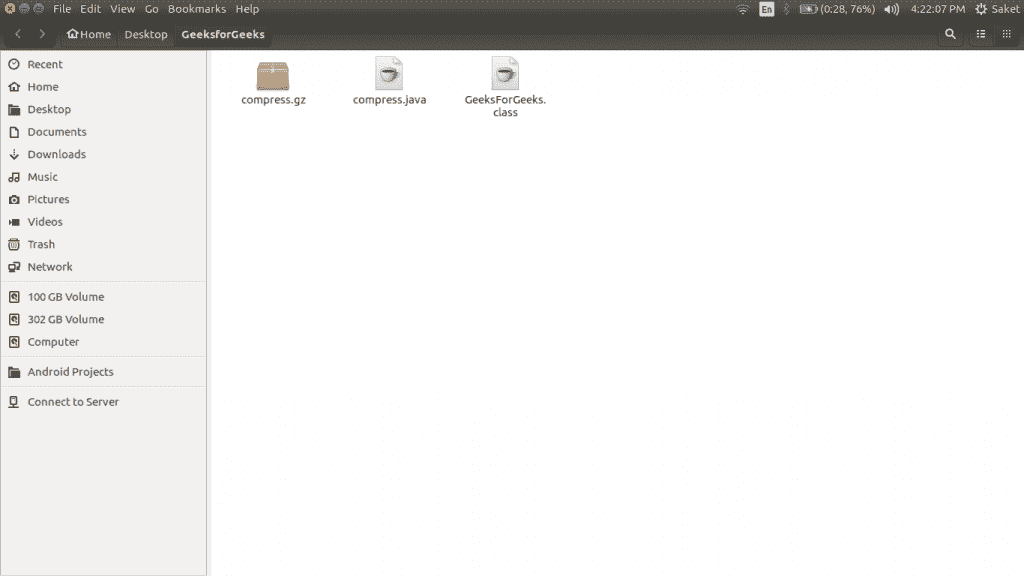 File Edit View Go Bookmarks Help
En
(0:28, 76%)
4:22:07 PM
Saket
Home
Desktop
GeeksforGeeks
Recent
Home
Desktop
Documents
Downloads
Music
Pictures
Videos
Trash
Network
100 GB Volume
302 GB Volume
Computer
Android Projects
Connect to Server
compress.gz
compress.java
GeeksForGeeks.
class